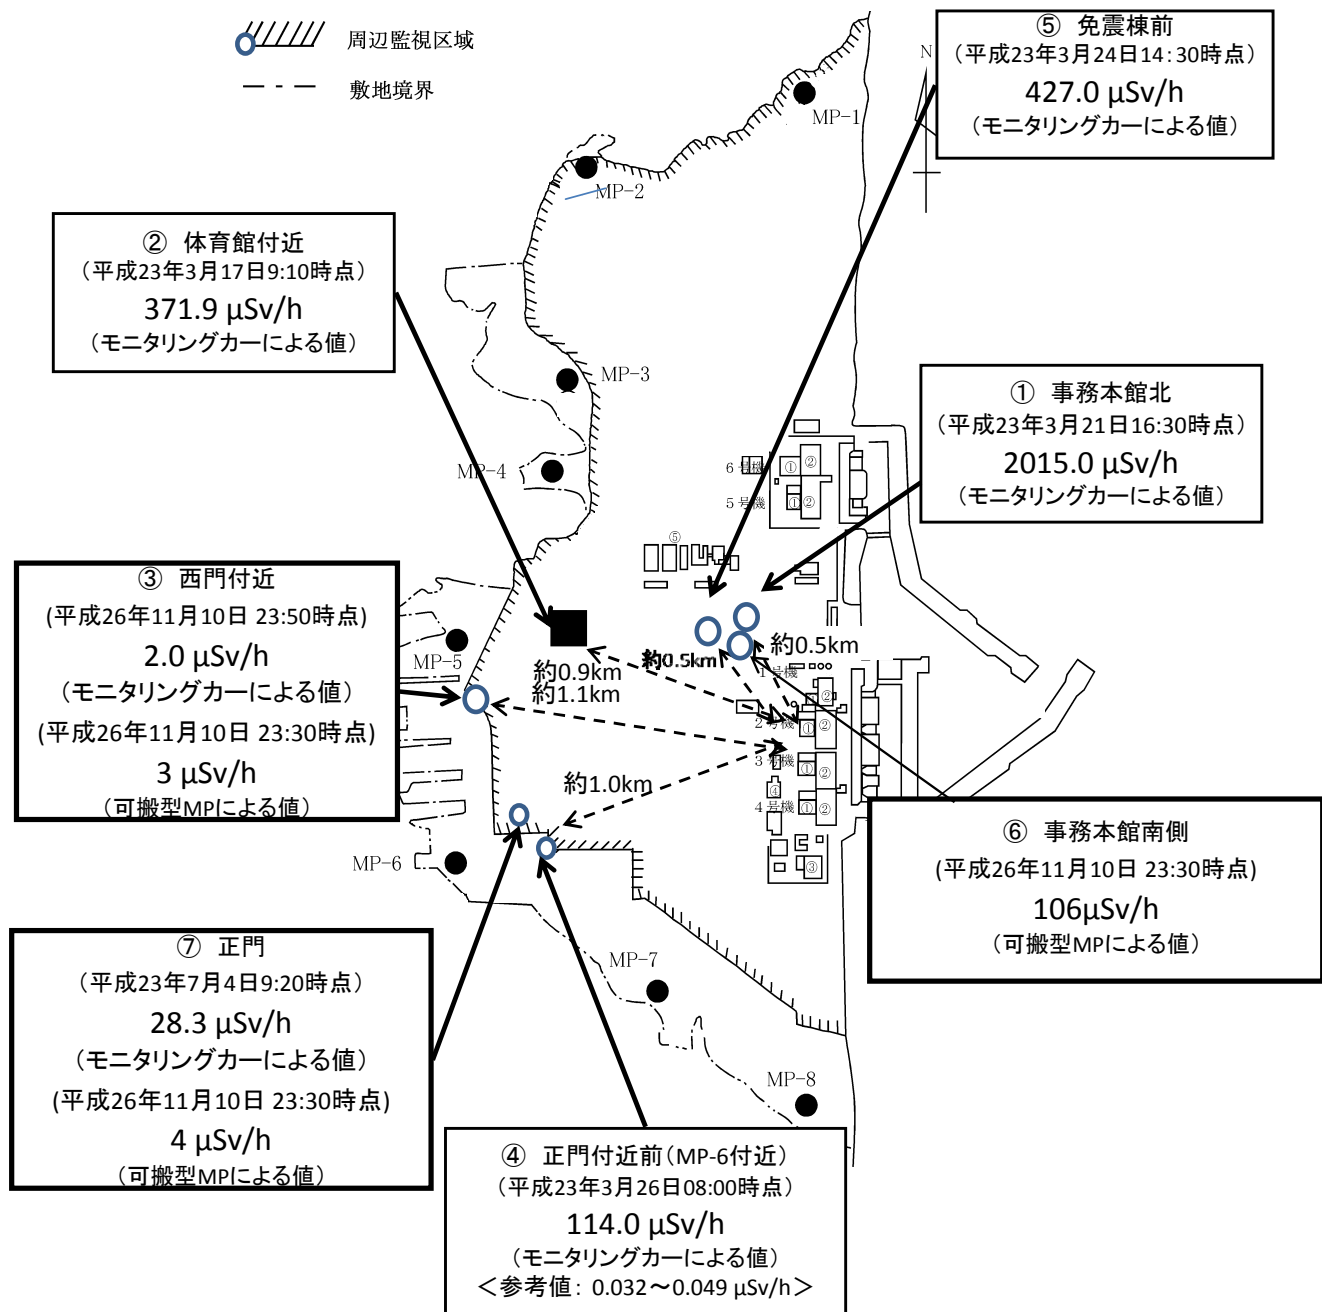 周辺監視区域
敷地境界
⑤ 免震棟前
（平成23年3月24日14:30時点）
427.0 μSv/h
（モニタリングカーによる値）
N
MP-1
MP-2
② 体育館付近
（平成23年3月17日9:10時点）
371.9 μSv/h
（モニタリングカーによる値）
MP-3
MP-4
① 事務本館北
（平成23年3月21日16:30時点）
2015.0 μSv/h
（モニタリングカーによる値）
6号機
①
②
5号機
①
②
⑤
③ 西門付近
(平成26年11月10日 23:50時点)
2.0 μSv/h
（モニタリングカーによる値）
(平成26年11月10日 23:30時点)
3 μSv/h
（可搬型MPによる値）
MP-5
約0.9km
約1.1km
約0.5km
約0.5km
1号機
②
2号機
①
②
3号機
①
②
④
4号機
①
②
③
約1.0km
MP-6
⑥ 事務本館南側
(平成26年11月10日 23:30時点)
106μSv/h
（可搬型MPによる値）
⑦ 正門
（平成23年7月4日9:20時点）
28.3 μSv/h
（モニタリングカーによる値）
(平成26年11月10日 23:30時点)
4 μSv/h
（可搬型MPによる値）
MP-7
MP-8
④ 正門付近前（MP-6付近）
（平成23年3月26日08:00時点）
114.0 μSv/h
（モニタリングカーによる値）
＜参考値：0.032～0.049 μSv/h＞